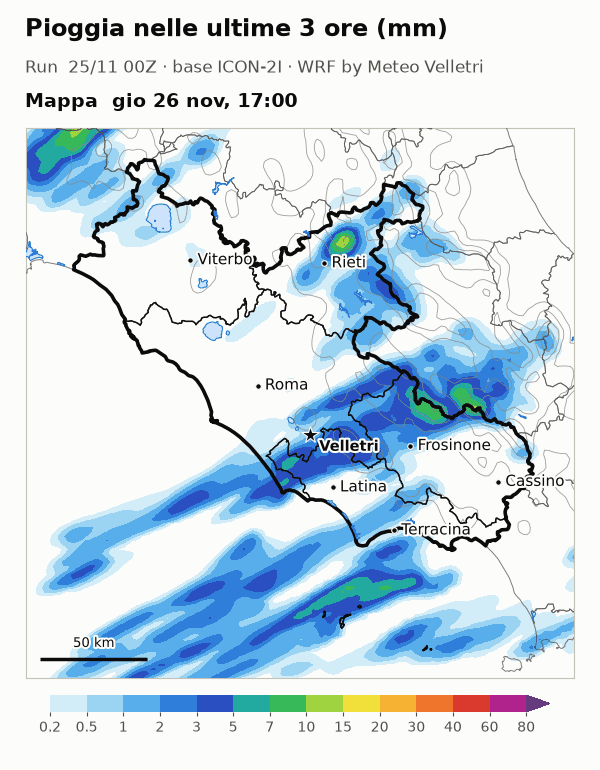 Pioggia nelle ultime 3 ore (mm)
Run 25/11 00Z · base ICON-2I · WRF by Meteo Velletri
Mappa gio 26 nov, 17:00
Viterbo
Rieti
Roma
Velletri
Frosinone
Latina
Cassino
Terracina
50 km
0.2 0.5 1 2 3 5 7 10 15 20 30 40 60 80